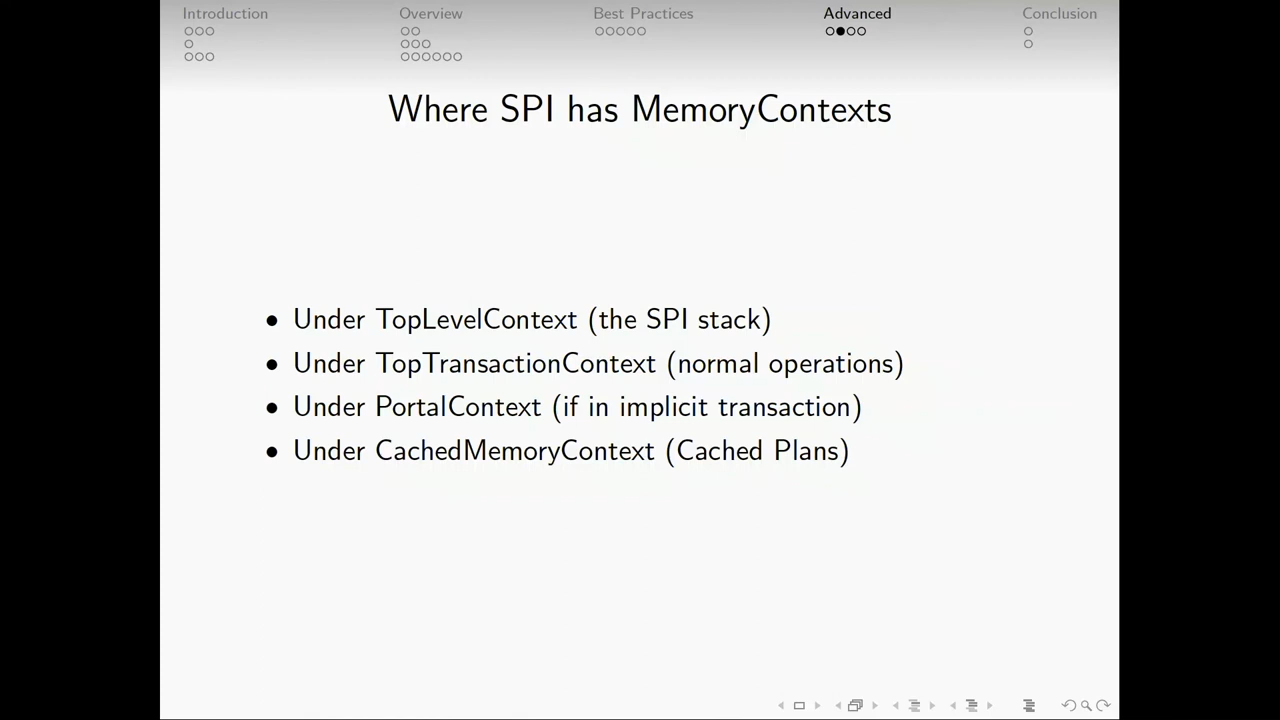 Introduction Overview Best Practices Advanced Conclusion
Where SPI has MemoryContexts
• Under TopLevelContext (the SPI stack)
• Under TopTransactionContext (normal operations)
• Under PortalContext (if in implicit transaction)
• Under CachedMemoryContext (Cached Plans)